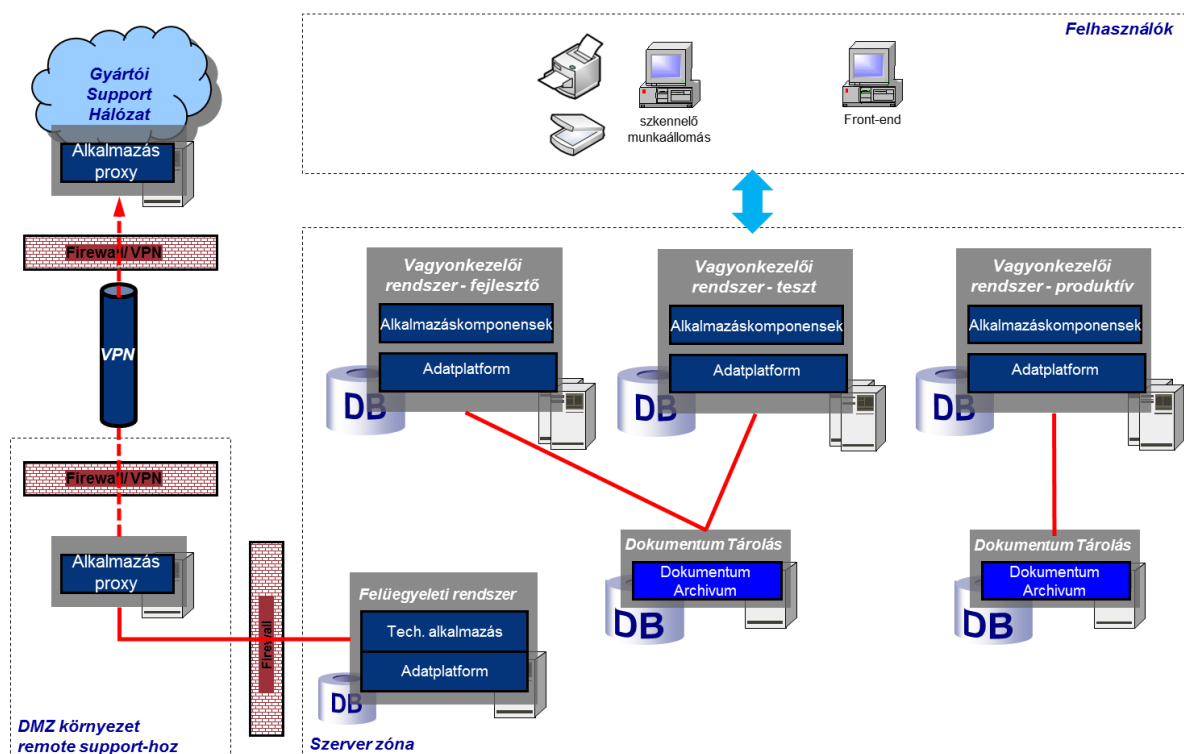 Felhasználók
szkennelő
munkaállomás
Front-end
Gyártói
Support
Hálózat
Alkalmazás
proxy
Firewall/ VPN
VPN
Firewall/ VPN
Alkalmazás
proxy
DMZ környezet
remote support-hoz
Firewall
Vagyonkezelői
rendszer - fejlesztő
Alkalmazáskomponensek
Adatplatform
DB
Vagyonkezelői
rendszer - teszt
Alkalmazáskomponensek
Adatplatform
DB
Vagyonkezelői
rendszer - produktív
Alkalmazáskomponensek
Adatplatform
DB
Dokumentum Tárolás
Dokumentum
Archivum
DB
Dokumentum Tárolás
Dokumentum
Archivum
DB
Felüegyeleti rendszer
Tech. alkalmazás
Adatplatform
DB
Szerver zóna